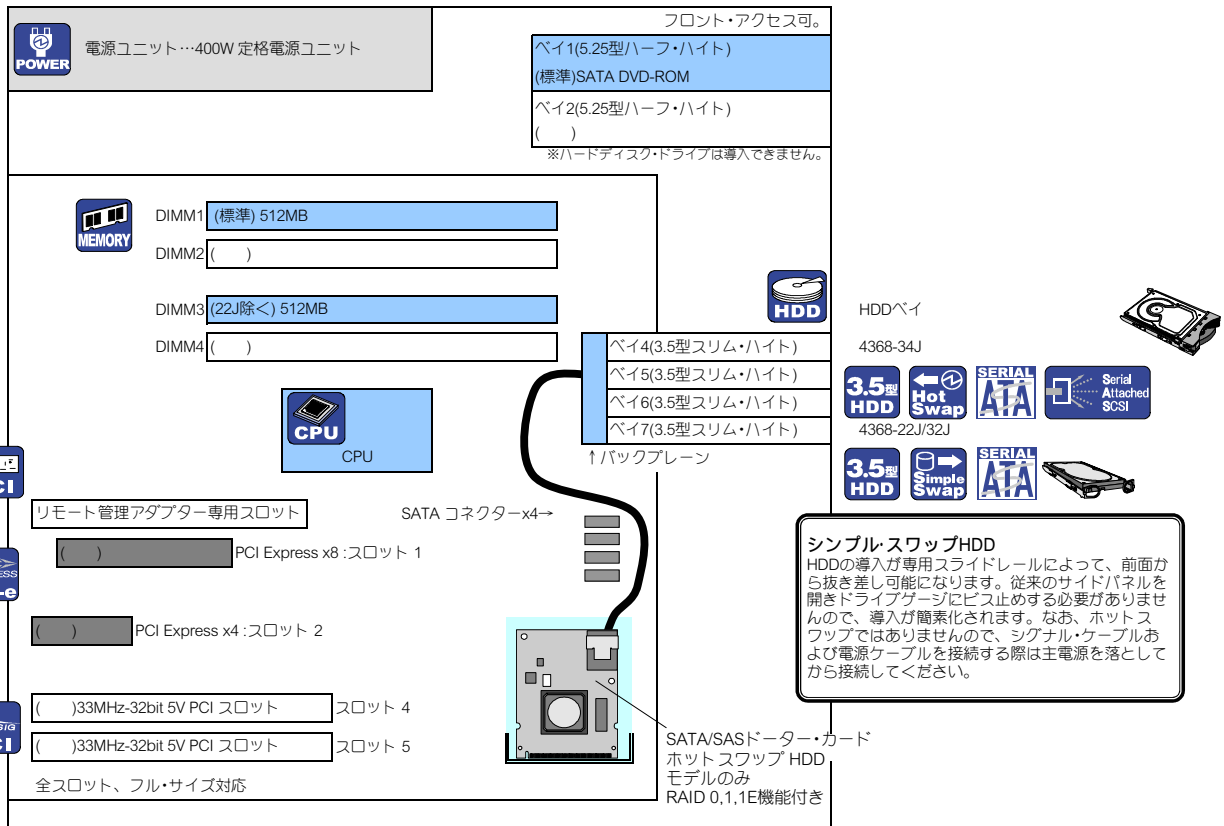 フロント・アクセス可。
POWER
電源ユニット…400W 定格電源ユニット
ベイ1(5.25型ハーフ・ハイト)
(標準)SATA DVD-ROM
ベイ2(5.25型ハーフ・ハイト)
(　　)
※ハードディスク・ドライブは導入できません。
MEMORY
DIMM1 (標準) 512MB
DIMM2 (　　)
DIMM3 (22J除く) 512MB
DIMM4 (　　)
HDD
HDDベイ
ベイ4(3.5型スリム・ハイト)
ベイ5(3.5型スリム・ハイト)
ベイ6(3.5型スリム・ハイト)
ベイ7(3.5型スリム・ハイト)
↑バックプレーン
4368-34J
3.5型 HDD
Hot Swap
SERIAL ATA
Serial Attached SCSI
4368-22J/32J
3.5型 HDD
Simple Swap
SERIAL ATA
CPU
CPU
CI
リモート管理アダプター専用スロット
SATA コネクターx4→
(　　) PCI Express x8 :スロット 1
ESS
-e
(　　) PCI Express x4 :スロット 2
シンプル・スワップHDD
HDDの導入が専用スライドレールによって、前面か
ら抜き差し可能になります。従来のサイドパネルを
開きドライブゲージにビス止めする必要がありませ
んので、導入が簡素化されます。なお、ホットス
ワップではありませんので、シグナル・ケーブルお
よび電源ケーブルを接続する際は主電源を落として
から接続してください。
SIG
CI
(　　)33MHz-32bit 5V PCI スロット スロット 4
(　　)33MHz-32bit 5V PCI スロット スロット 5
全スロット、フル・サイズ対応
SATA/SASドーター・カード
ホットスワップ HDD
モデルのみ
RAID 0,1,1E機能付き